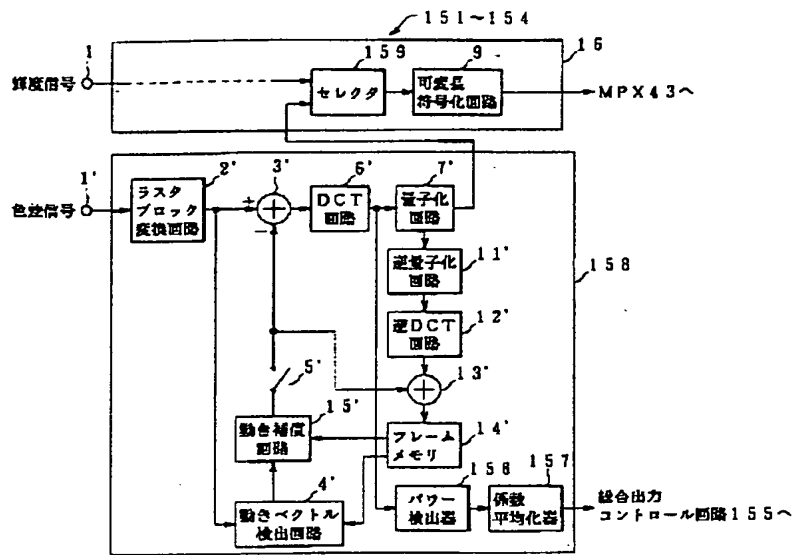 151～154
159
9
16
1
輝度信号
セレクタ
可変長
符号化回路
MPX43へ
1'
色差信号
2'
ラスタ
ブロック
変換回路
3'
+
−
6'
DCT
回路
7'
量子化
回路
11'
逆量子化
回路
158
12'
逆DCT
回路
13'
5'
15'
動き補償
回路
14'
フレーム
メモリ
4'
動きベクトル
検出回路
156
パワー
検出器
157
係数
平均化器
総合出力
コントロール回路155へ